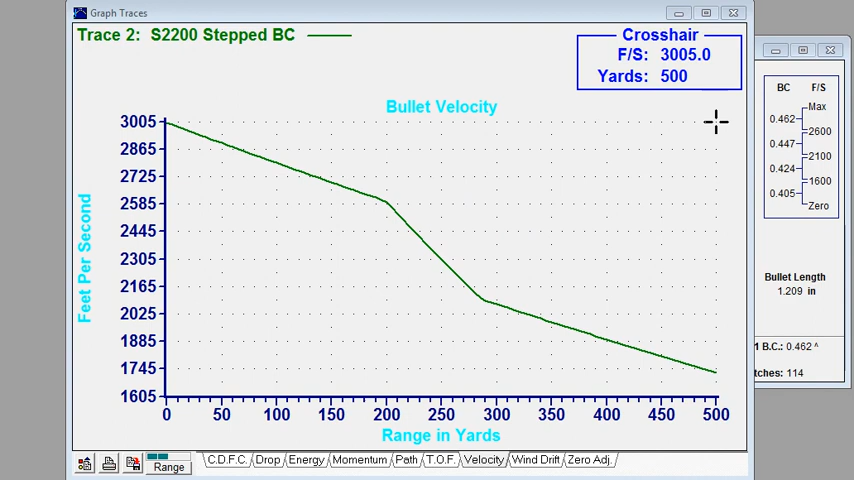 Graph Traces
Trace 2: S2200 Stepped BC
Crosshair
F/S: 3005.0
Yards: 500
Bullet Velocity
3005
2865
2725
2585
2445
2305
2165
2025
1885
1745
1605
Feet Per Second
0 50 100 150 200 250 300 350 400 450 500
Range in Yards
Range
C.D.F.C. Drop Energy Momentum Path T.O.F. Velocity Wind Drift Zero Adj.
BC F/S
Max
0.462
2600
0.447
2100
0.424
1600
0.405
Zero
Bullet Length
1.209 in
1 B.C.: 0.462 ^
tches: 114